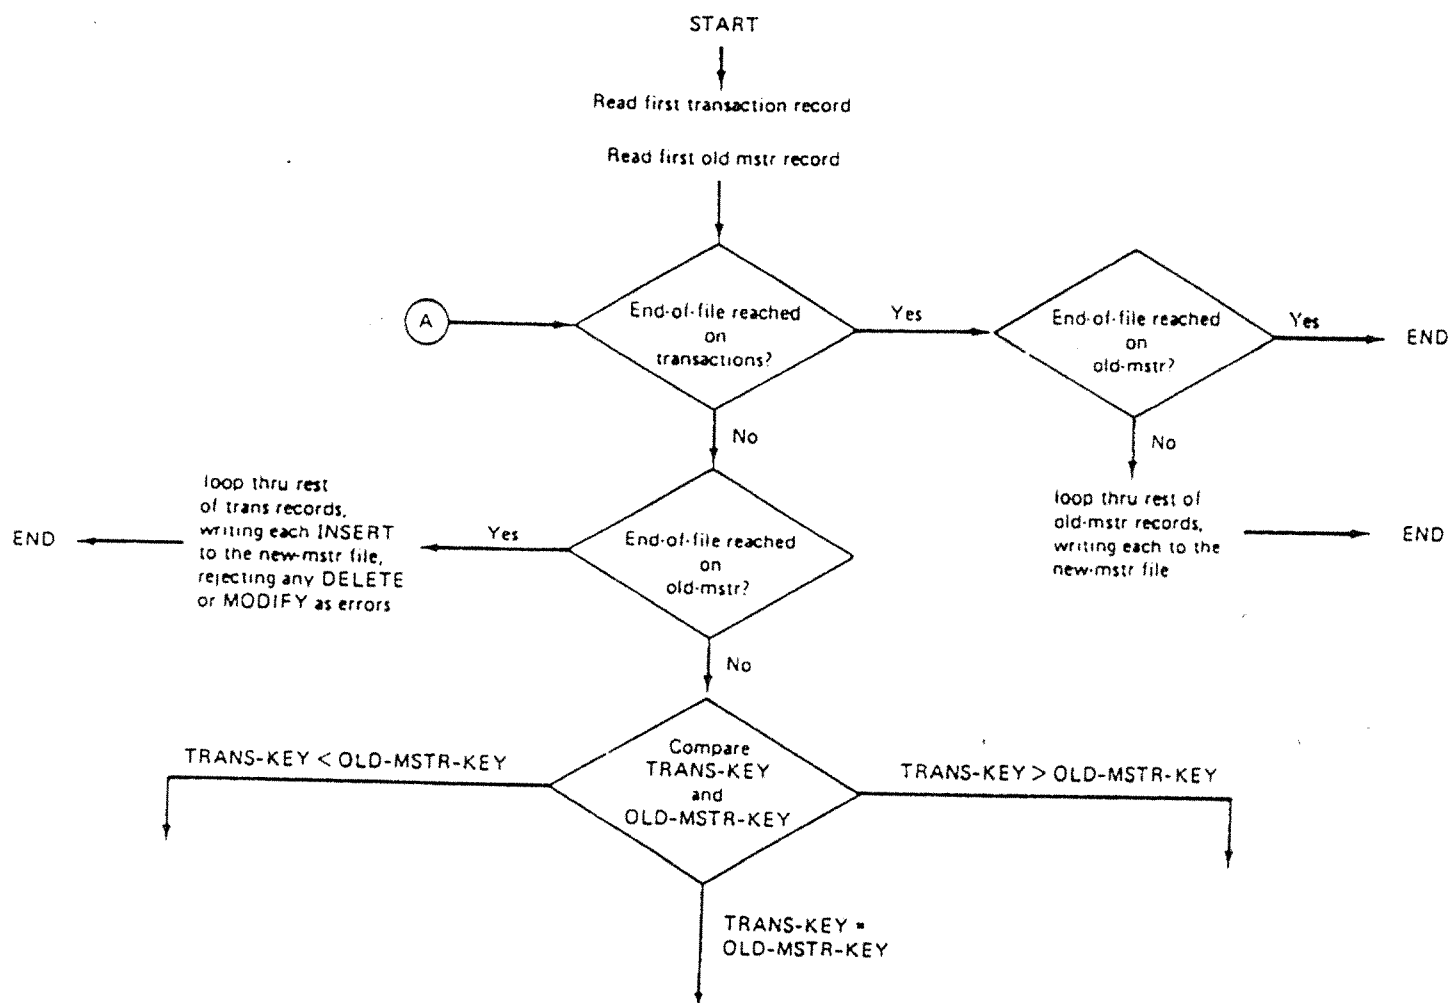 START
Read first transaction record
Read first old mstr record
A
End-of-file reached
on
transactions?
Yes
End-of-file reached
on
old-mstr?
Yes
END
No
No
END
loop thru rest
of trans records,
writing each INSERT
to the new-mstr file,
rejecting any DELETE
or MODIFY as errors
Yes
End-of-file reached
on
old-mstr?
loop thru rest of
old-mstr records,
writing each to the
new-mstr file
END
No
TRANS-KEY < OLD-MSTR-KEY
Compare
TRANS-KEY
and
OLD-MSTR-KEY
TRANS-KEY > OLD-MSTR-KEY
TRANS-KEY =
OLD-MSTR-KEY